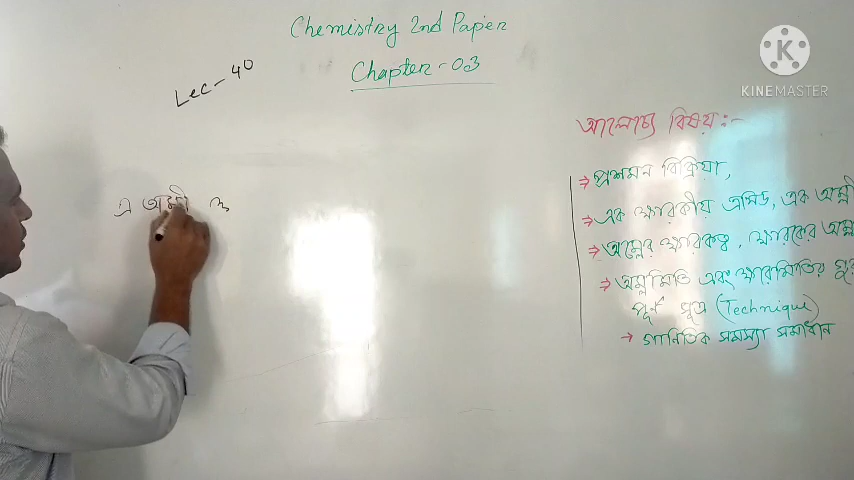 Chemistry 2nd Paper
Chapter-03
Lec-40
K
KINEMASTER
আলোচ্য বিষয়:-
⇒ প্রশমন বিক্রিয়া,
⇒ এক ক্ষারকীয় এসিড, এক অম্লী
⇒ অম্লের ক্ষারকত্ব, ক্ষারকের অম্ল
⇒ অম্লমিতি এবং ক্ষারমিতির
পূর্ণ সূত্র (Technique)
→ গানিতিক সমস্যা সমাধান
এ অম্লী